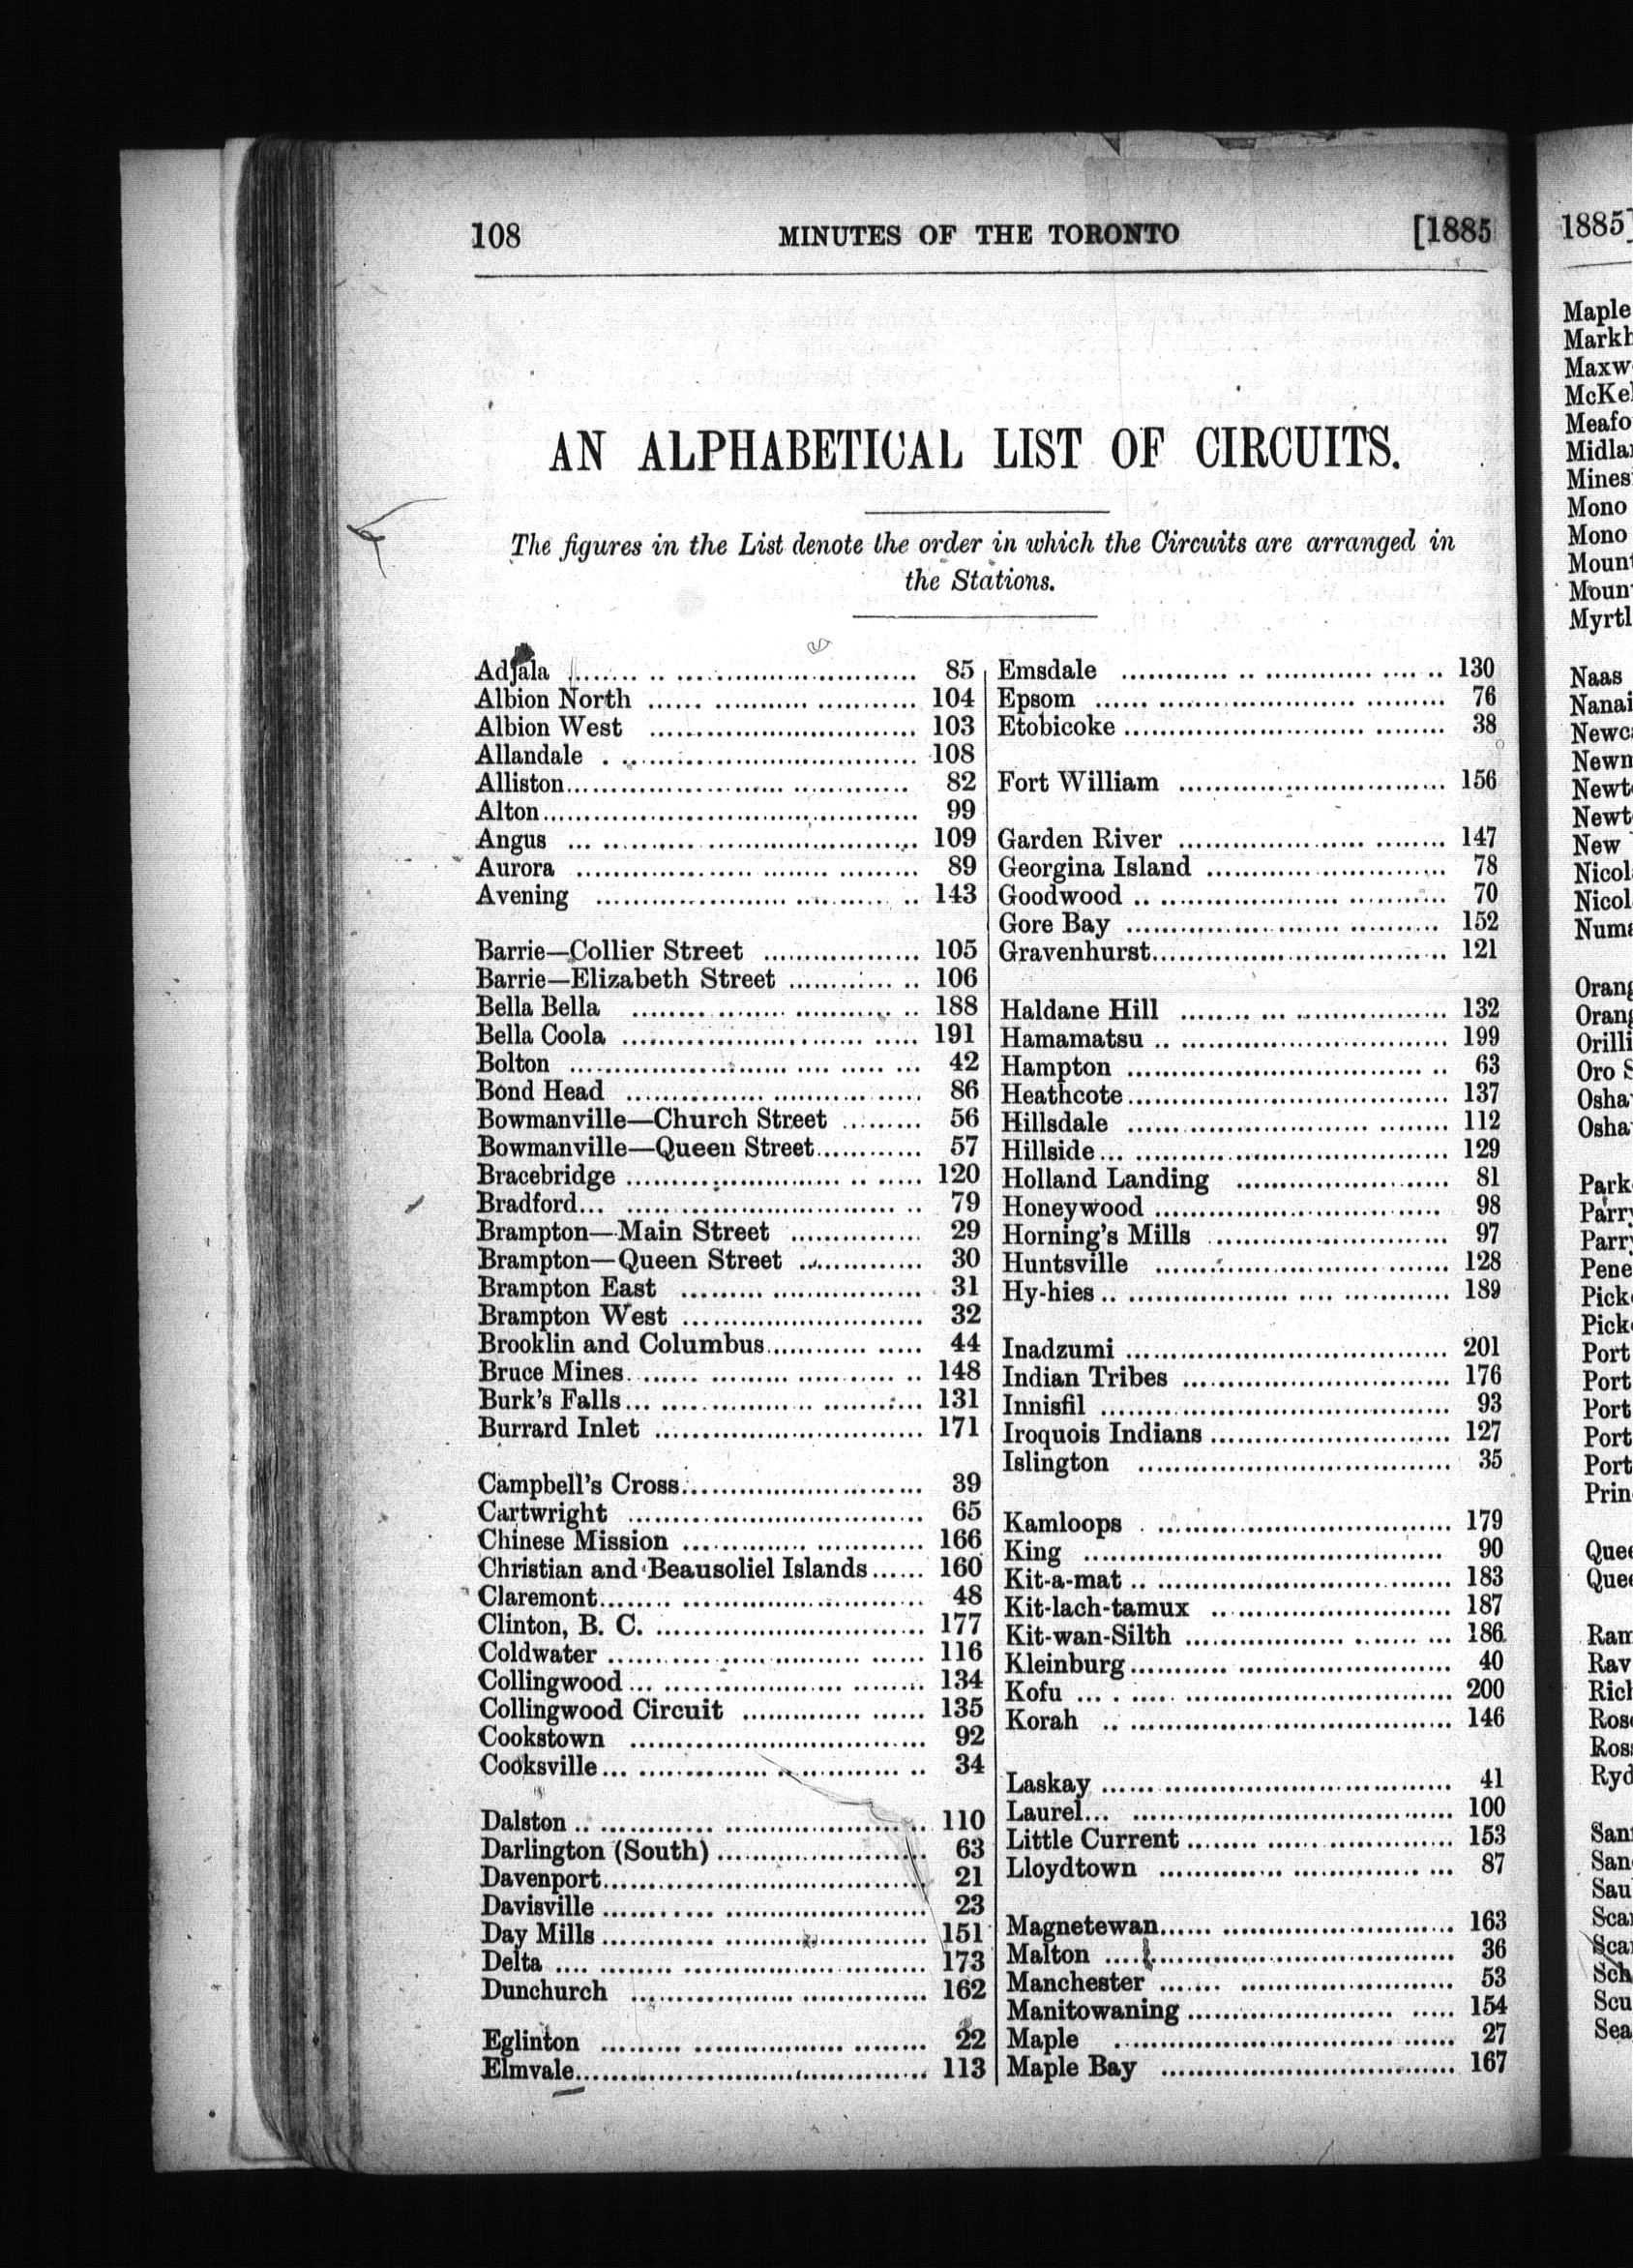 108 MINUTES OF THE TORONTO [1885
AN ALPHABETICAL LIST OF CIRCUITS.
The figures in the List denote the order in which the Circuits are arranged in
the Stations.
Adjala 85
Albion North 104
Albion West 103
Allandale 108
Alliston 82
Alton 99
Angus 109
Aurora 89
Avening 143
Barrie—Collier Street 105
Barrie—Elizabeth Street 106
Bella Bella 188
Bella Coola 191
Bolton 42
Bond Head 86
Bowmanville—Church Street 56
Bowmanville—Queen Street 57
Bracebridge 120
Bradford 79
Brampton—Main Street 29
Brampton—Queen Street 30
Brampton East 31
Brampton West 32
Brooklin and Columbus 44
Bruce Mines 148
Burk's Falls 131
Burrard Inlet 171
Campbell's Cross 39
Cartwright 65
Chinese Mission 166
Christian and Beausoliel Islands 160
Claremont 48
Clinton, B. C. 177
Coldwater 116
Collingwood 134
Collingwood Circuit 135
Cookstown 92
Cooksville 34
Dalston 110
Darlington (South) 63
Davenport 21
Davisville 23
Day Mills 151
Delta 173
Dunchurch 162
Eglinton 22
Elmvale 113
Emsdale 130
Epsom 76
Etobicoke 38
Fort William 156
Garden River 147
Georgina Island 78
Goodwood 70
Gore Bay 152
Gravenhurst 121
Haldane Hill 132
Hamamatsu 199
Hampton 63
Heathcote 137
Hillsdale 112
Hillside 129
Holland Landing 81
Honeywood 98
Horning's Mills 97
Huntsville 128
Hy-hies 189
Inadzumi 201
Indian Tribes 176
Innisfil 93
Iroquois Indians 127
Islington 35
Kamloops 179
King 90
Kit-a-mat 183
Kit-lach-tamux 187
Kit-wan-Silth 186
Kleinburg 40
Kofu 200
Korah 146
Laskay 41
Laurel 100
Little Current 153
Lloydtown 87
Magnetewan 163
Malton 36
Manchester 53
Manitowaning 154
Maple 27
Maple Bay 167
1885]
Maple
Mono
Mono
Naas
New
Port
Port
Port
Port
Port